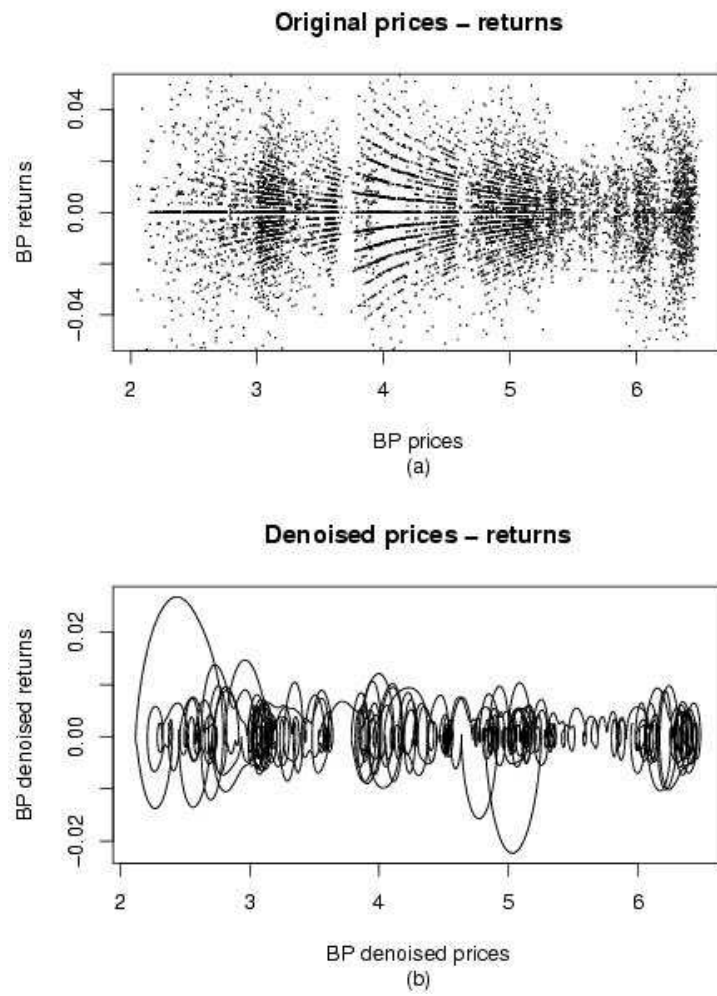 Original prices – returns
0.04
0.00
−0.04
BP returns
2 3 4 5 6
BP prices
(a)
Denoised prices – returns
0.02
0.00
−0.02
BP denoised returns
2 3 4 5 6
BP denoised prices
(b)